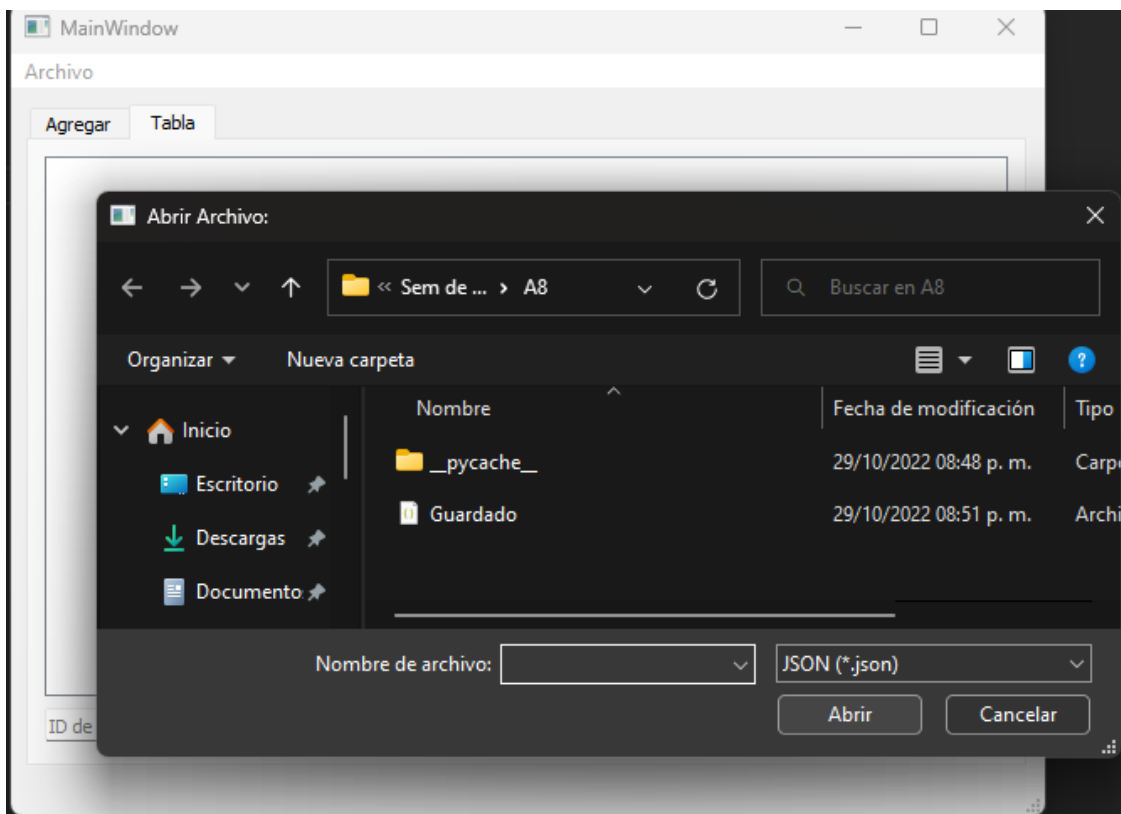 MainWindow
Archivo
Agregar Tabla
Abrir Archivo:
« Sem de ... › A8 Buscar en A8
Organizar Nueva carpeta
Nombre Fecha de modificación Tipo
Inicio
__pycache__ 29/10/2022 08:48 p. m. Carpe
Escritorio
Guardado 29/10/2022 08:51 p. m. Archi
Descargas
Documento
Nombre de archivo: JSON (*.json)
ID de
Abrir Cancelar